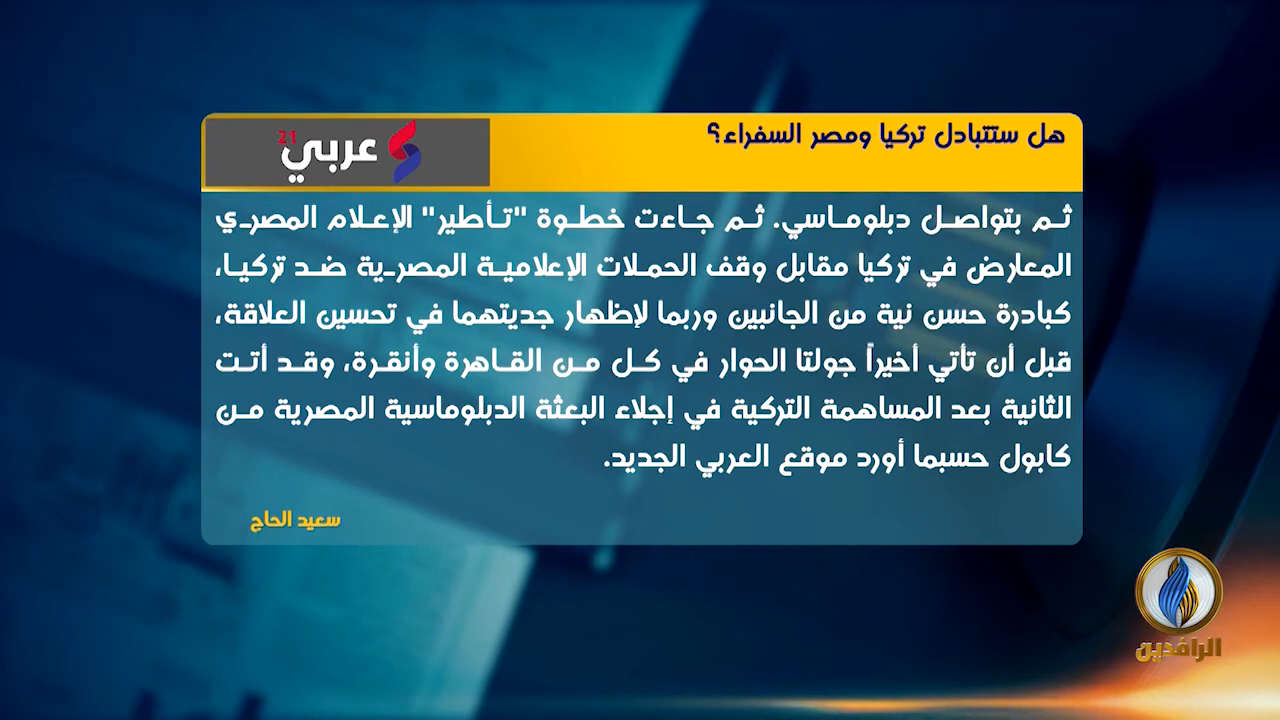 هل ستتبادل تركيا ومصر السفراء؟
عربي 21
ثم بتواصل دبلوماسي. ثم جاءت خطوة "تأطير" الإعلام المصري
المعارض في تركيا مقابل وقف الحملات الإعلامية المصرية ضد تركيا،
كبادرة حسن نية من الجانبين وربما لإظهار جديتهما في تحسين العلاقة،
قبل أن تأتي أخيراً جولتا الحوار في كل من القاهرة وأنقرة، وقد أتت
الثانية بعد المساهمة التركية في إجلاء البعثة الدبلوماسية المصرية من
كابول حسبما أورد موقع العربي الجديد.
سعيد الحاج
الرافدين